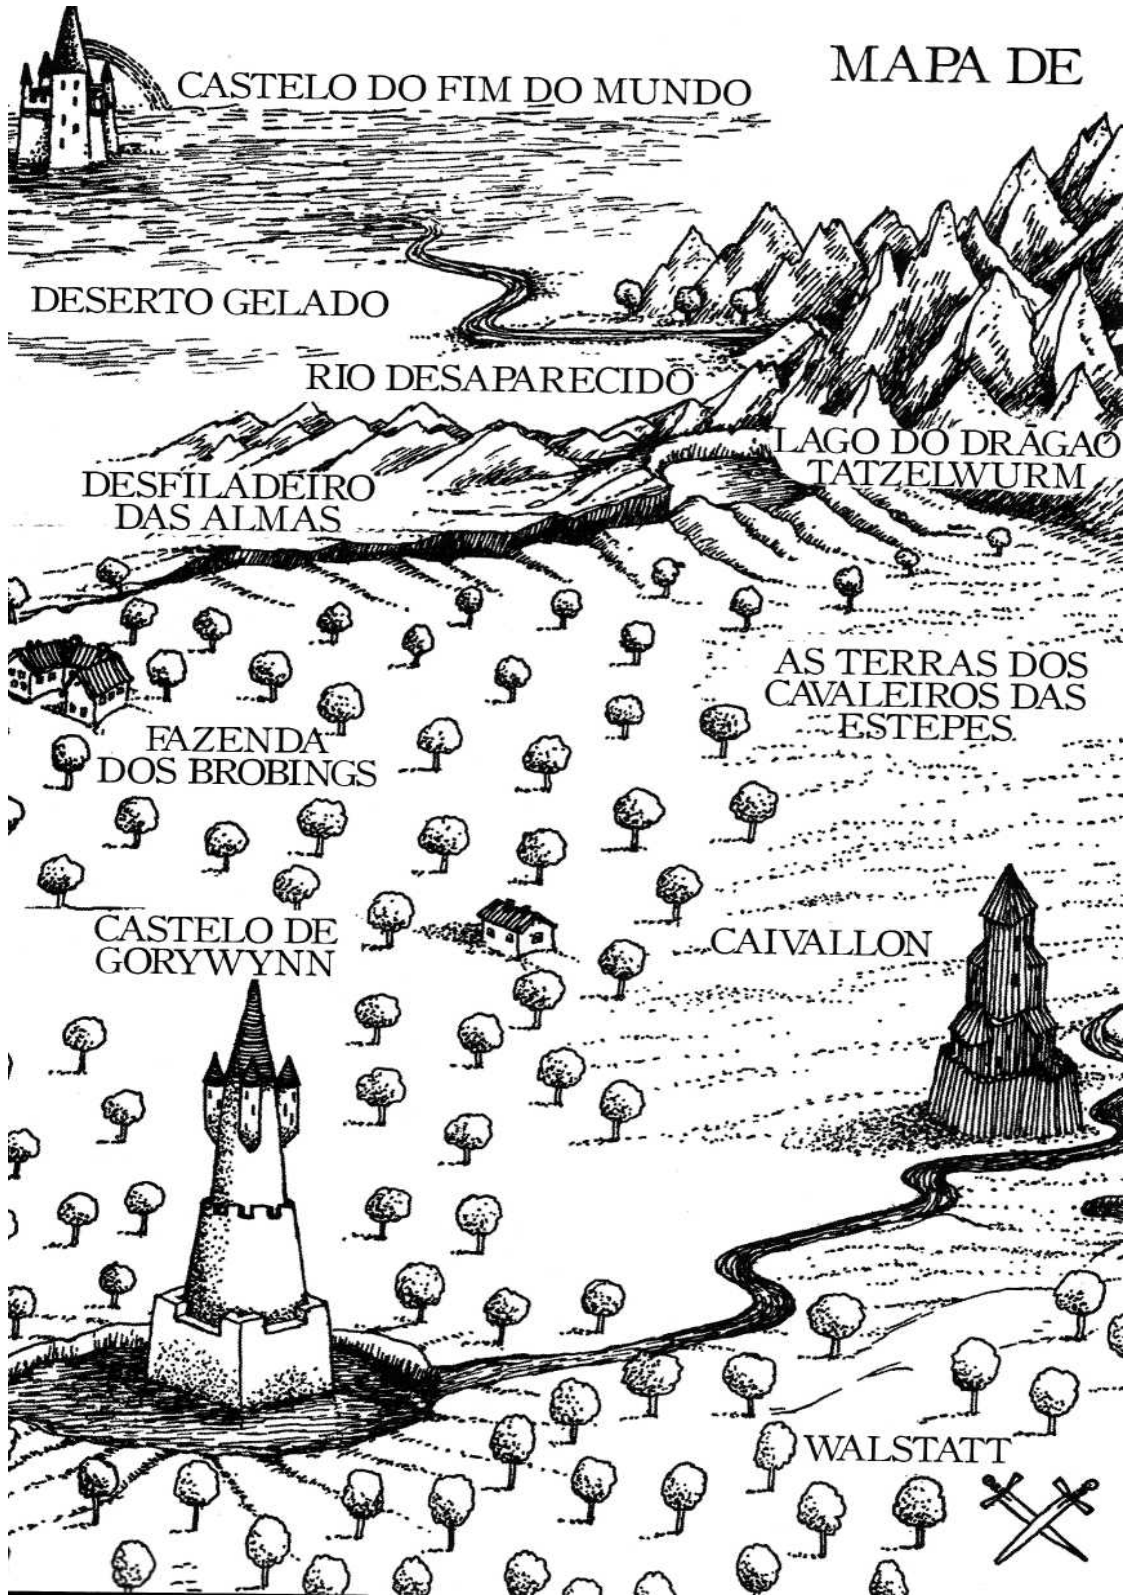 MAPA DE
CASTELO DO FIM DO MUNDO
DESERTO GELADO
RIO DESAPARECIDO
LAGO DO DRAGÃO
TATZELWURM
DESFILADEIRO
DAS ALMAS
AS TERRAS DOS
CAVALEIROS DAS
ESTEPES.
FAZENDA
DOS BROBINGS
CASTELO DE
GORYWYNN
CAIVALLON
WALSTATT